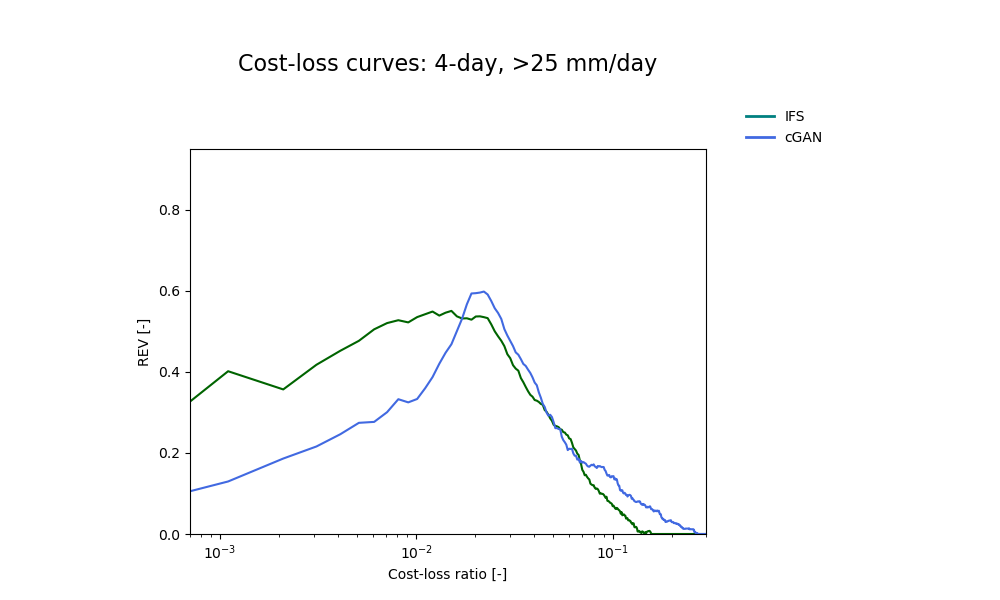 Cost-loss curves: 4-day, >25 mm/day
IFS
cGAN
0.8
0.6
0.4
0.2
0.0
REV [-]
10⁻³
10⁻²
10⁻¹
Cost-loss ratio [-]